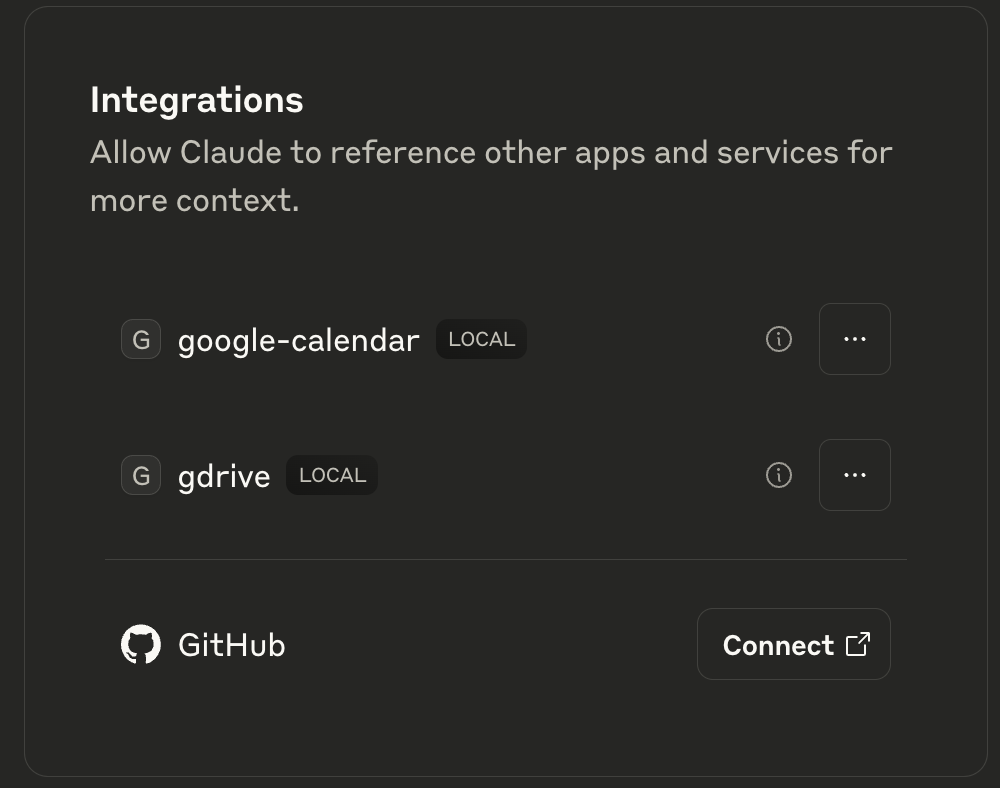 Integrations
Allow Claude to reference other apps and services for
more context.
G google-calendar LOCAL
G gdrive LOCAL
GitHub Connect